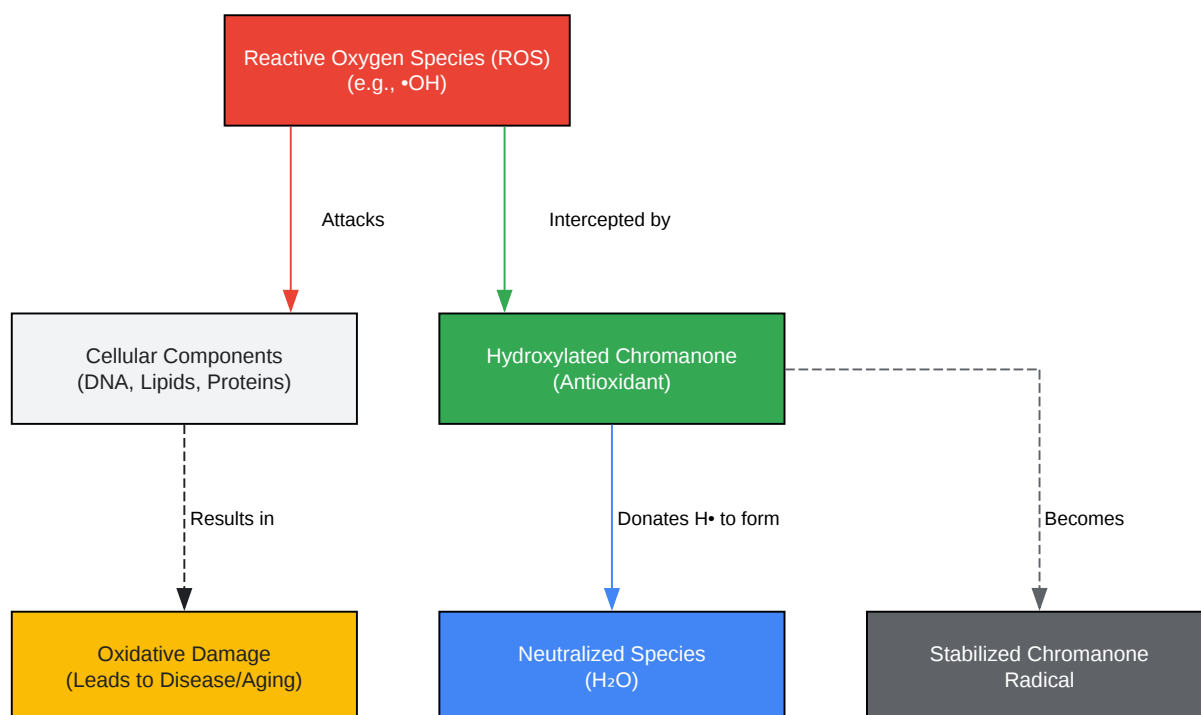 Reactive Oxygen Species (ROS)
(e.g., •OH)
Attacks
Intercepted by
Cellular Components
(DNA, Lipids, Proteins)
Hydroxylated Chromanone
(Antioxidant)
Results in
Donates H• to form
Becomes
Oxidative Damage
(Leads to Disease/Aging)
Neutralized Species
(H₂O)
Stabilized Chromanone
Radical